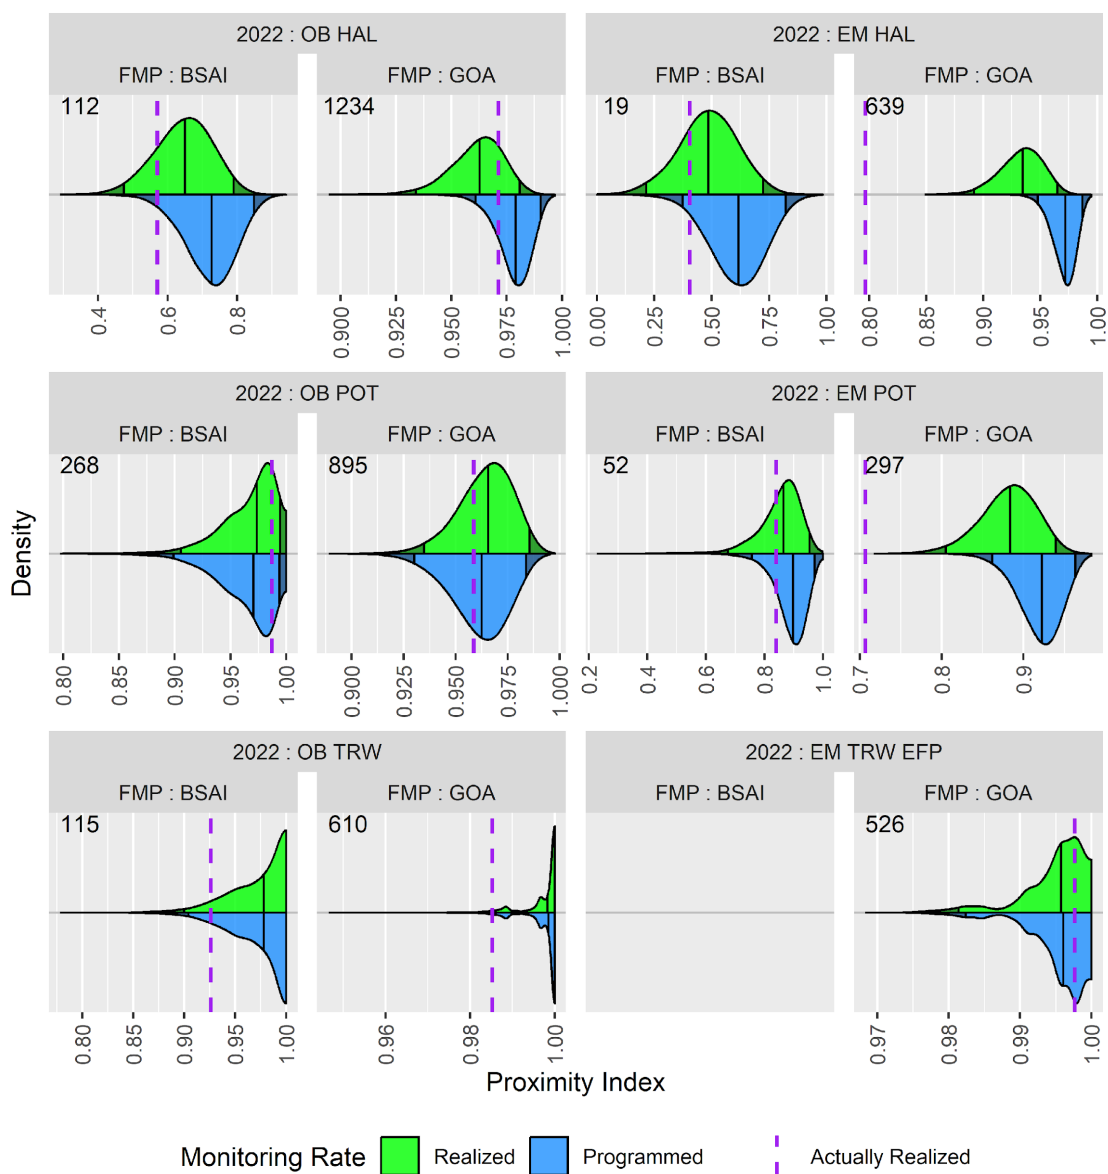 2022 : OB HAL
2022 : EM HAL
FMP : BSAI
FMP : GOA
FMP : BSAI
FMP : GOA
112
1234
19
639
0.4
0.6
0.8
0.900
0.925
0.950
0.975
1.000
0.00
0.25
0.50
0.75
1.00
0.80
0.85
0.90
0.95
1.00
2022 : OB POT
2022 : EM POT
FMP : BSAI
FMP : GOA
FMP : BSAI
FMP : GOA
268
895
52
297
0.80
0.85
0.90
0.95
1.00
0.900
0.925
0.950
0.975
1.000
0.2
0.4
0.6
0.8
1.0
0.7
0.8
0.9
Density
2022 : OB TRW
2022 : EM TRW EFP
FMP : BSAI
FMP : GOA
FMP : BSAI
FMP : GOA
115
610
526
0.80
0.85
0.90
0.95
1.00
0.96
0.98
1.00
0.97
0.98
0.99
1.00
Proximity Index
Monitoring Rate Realized Programmed Actually Realized